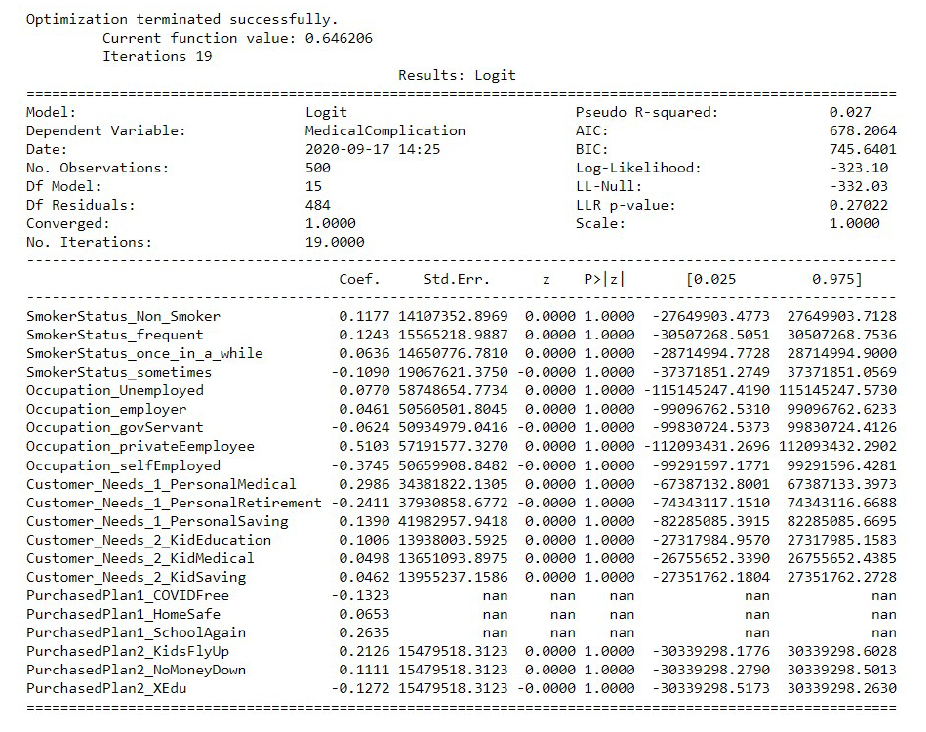 Optimization terminated successfully.
Current function value: 0.646206
Iterations 19
Results: Logit
==========================================================================================================
Model: Logit Pseudo R-squared: 0.027
Dependent Variable: MedicalComplication AIC: 678.2064
Date: 2020-09-17 14:25 BIC: 745.6401
No. Observations: 500 Log-Likelihood: -323.10
Df Model: 15 LL-Null: -332.03
Df Residuals: 484 LLR p-value: 0.27022
Converged: 1.0000 Scale: 1.0000
No. Iterations: 19.0000
----------------------------------------------------------------------------------------------------------
Coef. Std.Err. z P>|z| [0.025 0.975]
----------------------------------------------------------------------------------------------------------
SmokerStatus_Non_Smoker 0.1177 14107352.8969 0.0000 1.0000 -27649903.4773 27649903.7128
SmokerStatus_frequent 0.1243 15565218.9887 0.0000 1.0000 -30507268.5051 30507268.7536
SmokerStatus_once_in_a_while 0.0636 14650776.7810 0.0000 1.0000 -28714994.7728 28714994.9000
SmokerStatus_sometimes -0.1090 19067621.3750 -0.0000 1.0000 -37371851.2749 37371851.0569
Occupation_Unemployed 0.0770 58748654.7734 0.0000 1.0000 -115145247.4190 115145247.5730
Occupation_employer 0.0461 50560501.8045 0.0000 1.0000 -99096762.5310 99096762.6233
Occupation_govServant -0.0624 50934979.0416 -0.0000 1.0000 -99830724.5373 99830724.4126
Occupation_privateEemployee 0.5103 57191577.3270 0.0000 1.0000 -112093431.2696 112093432.2902
Occupation_selfEmployed -0.3745 50659908.8482 -0.0000 1.0000 -99291597.1771 99291596.4281
Customer_Needs_1_PersonalMedical 0.2986 34381822.1305 0.0000 1.0000 -67387132.8001 67387133.3973
Customer_Needs_1_PersonalRetirement -0.2411 37930858.6772 -0.0000 1.0000 -74343117.1510 74343116.6688
Customer_Needs_1_PersonalSaving 0.1390 41982957.9418 0.0000 1.0000 -82285085.3915 82285085.6695
Customer_Needs_2_KidEducation 0.1006 13938003.5925 0.0000 1.0000 -27317984.9570 27317985.1583
Customer_Needs_2_KidMedical 0.0498 13651093.8975 0.0000 1.0000 -26755652.3390 26755652.4385
Customer_Needs_2_KidSaving 0.0462 13955237.1586 0.0000 1.0000 -27351762.1804 27351762.2728
PurchasedPlan1_COVIDFree -0.1323 nan nan nan nan nan
PurchasedPlan1_HomeSafe 0.0653 nan nan nan nan nan
PurchasedPlan1_SchoolAgain 0.2635 nan nan nan nan nan
PurchasedPlan2_KidsFlyUp 0.2126 15479518.3123 0.0000 1.0000 -30339298.1776 30339298.6028
PurchasedPlan2_NoMoneyDown 0.1111 15479518.3123 0.0000 1.0000 -30339298.2790 30339298.5013
PurchasedPlan2_XEdu -0.1272 15479518.3123 -0.0000 1.0000 -30339298.5173 30339298.2630
==========================================================================================================